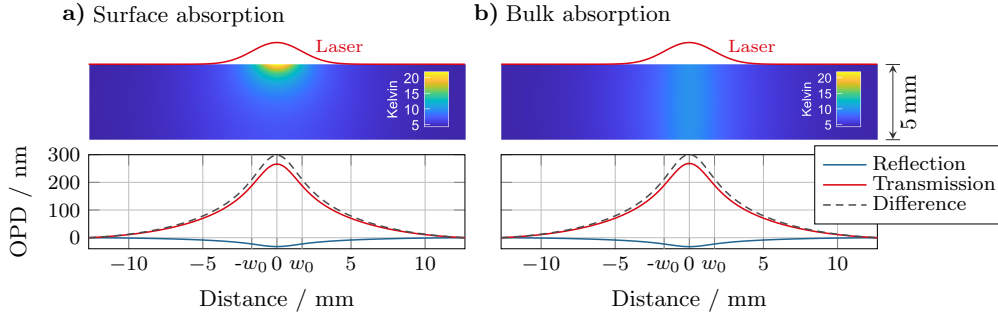 a) Surface absorption
Laser
Kelvin
20
15
10
5
OPD / nm
300
200
100
0
−10
−5
-w₀
0
w₀
5
10
Distance / mm
b) Bulk absorption
Laser
Kelvin
20
15
10
5
5 mm
Reflection
Transmission
Difference
−10
−5
-w₀
0
w₀
5
10
Distance / mm